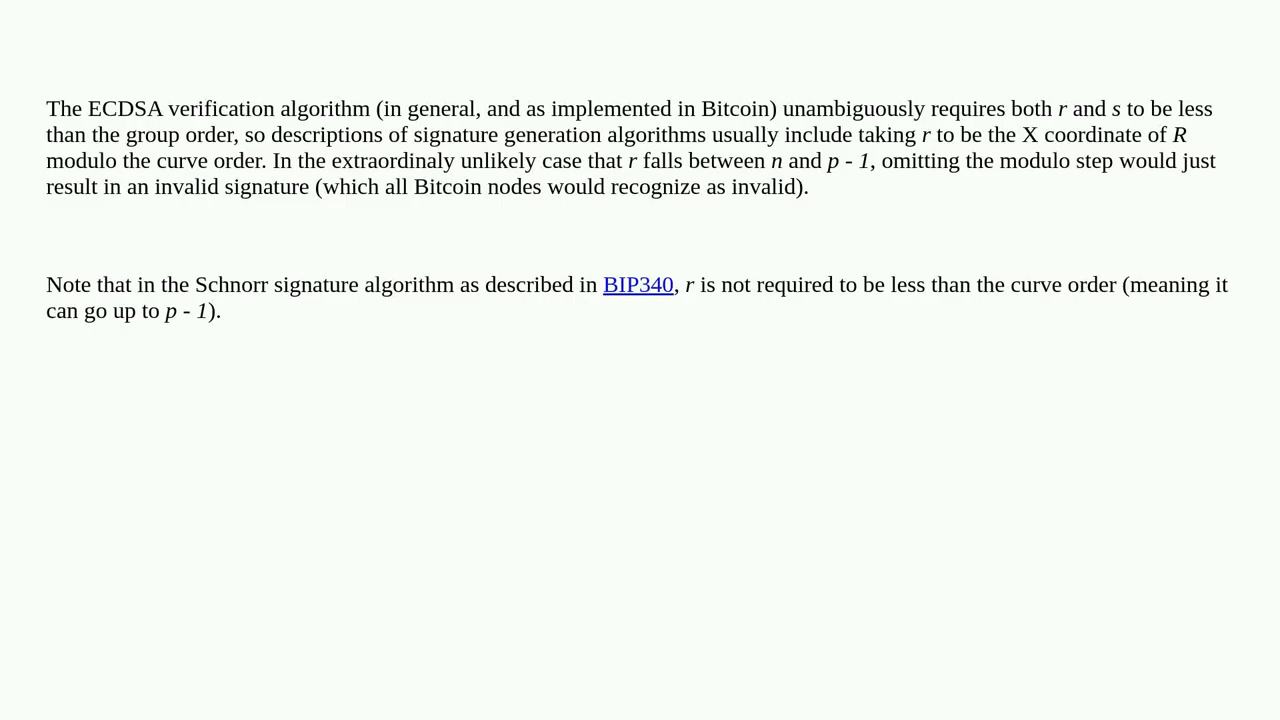 The ECDSA verification algorithm (in general, and as implemented in Bitcoin) unambiguously requires both r and s to be less
than the group order, so descriptions of signature generation algorithms usually include taking r to be the X coordinate of R
modulo the curve order. In the extraordinaly unlikely case that r falls between n and p - 1, omitting the modulo step would just
result in an invalid signature (which all Bitcoin nodes would recognize as invalid).
Note that in the Schnorr signature algorithm as described in BIP340, r is not required to be less than the curve order (meaning it
can go up to p - 1).